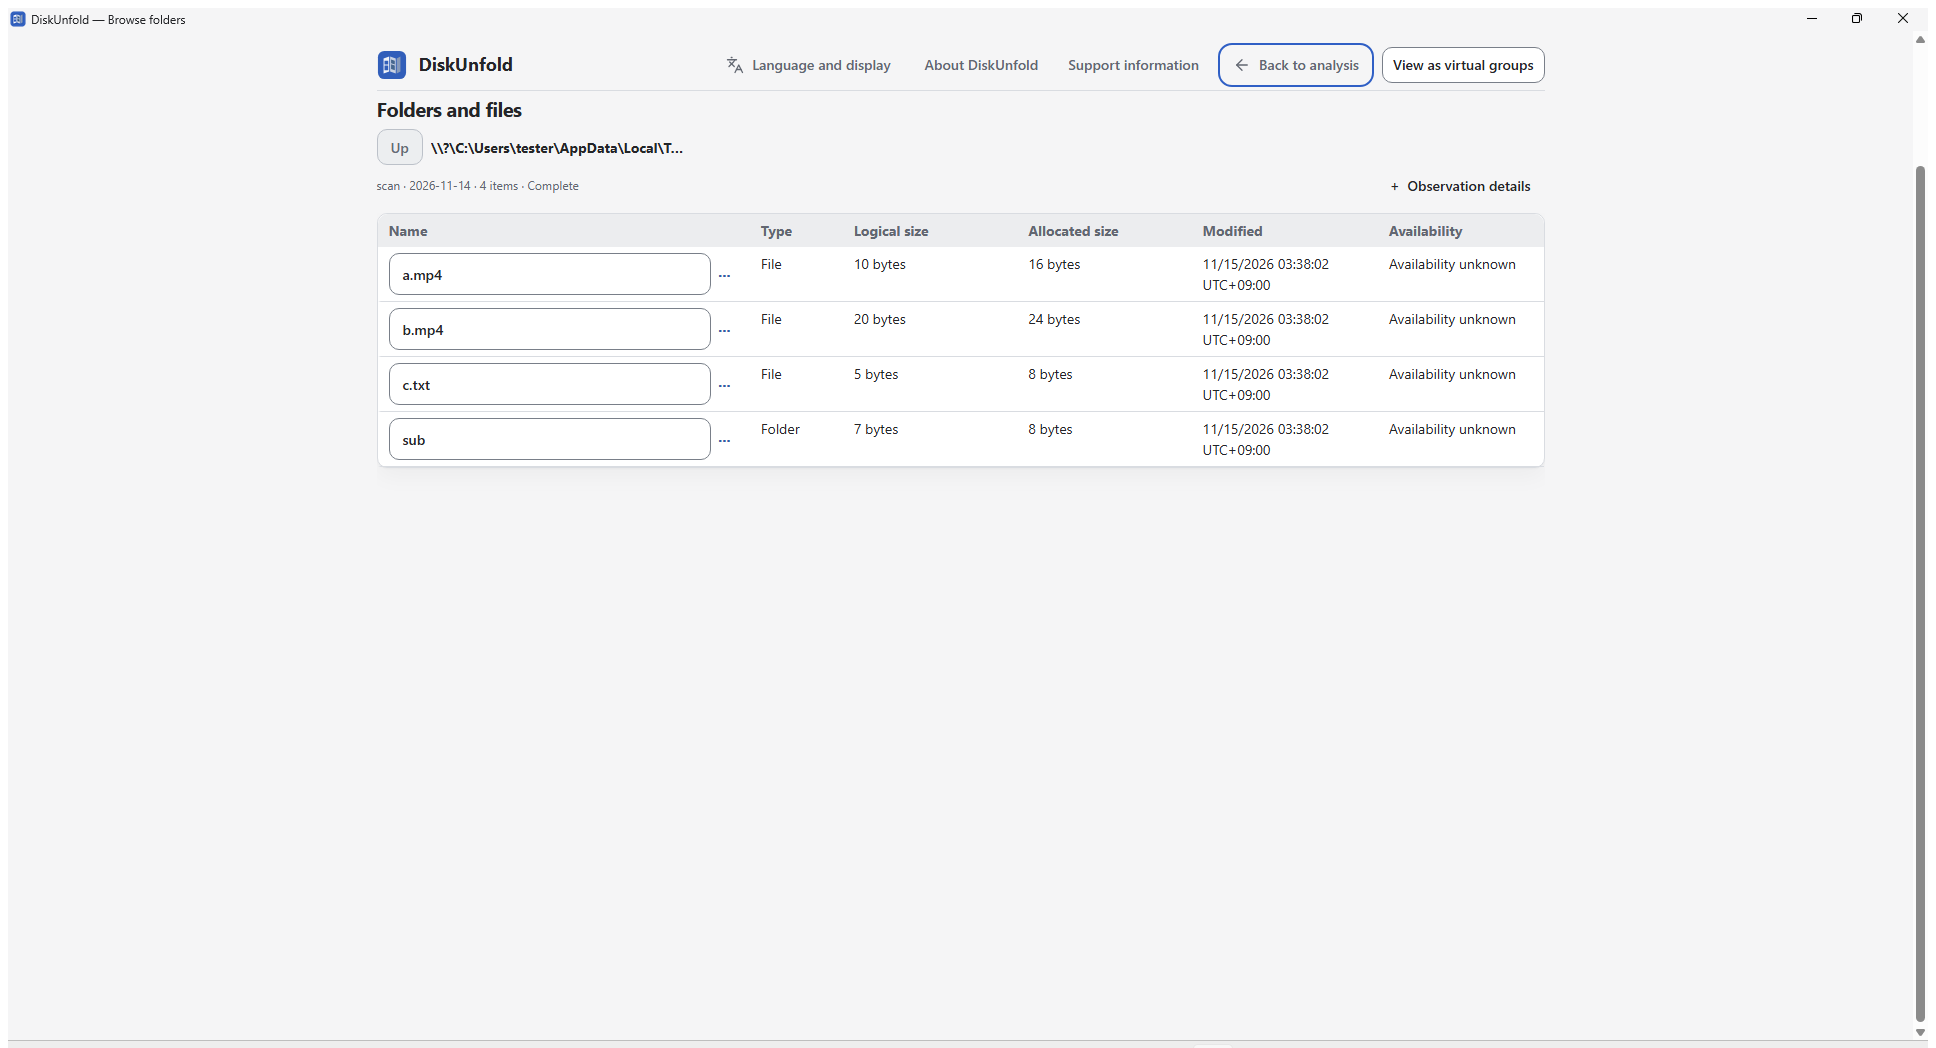 DiskUnfold — Browse folders
DiskUnfold
Language and display
About DiskUnfold
Support information
Back to analysis
View as virtual groups
Folders and files
Up
\\?\C:\Users\tester\AppData\Local\T...
scan · 2026-11-14 · 4 items · Complete
+ Observation details
Name Type Logical size Allocated size Modified Availability
a.mp4 ... File 10 bytes 16 bytes 11/15/2026 03:38:02 Availability unknown
UTC+09:00
b.mp4 ... File 20 bytes 24 bytes 11/15/2026 03:38:02 Availability unknown
UTC+09:00
c.txt ... File 5 bytes 8 bytes 11/15/2026 03:38:02 Availability unknown
UTC+09:00
sub ... Folder 7 bytes 8 bytes 11/15/2026 03:38:02 Availability unknown
UTC+09:00